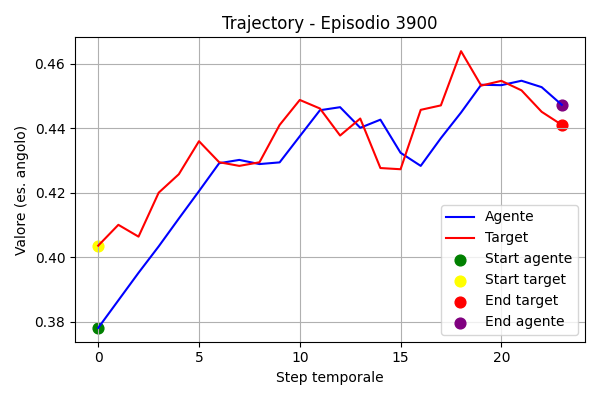 Trajectory - Episodio 3900
Valore (es. angolo)
0.46
0.44
0.42
0.40
0.38
0
5
10
15
20
Step temporale
Agente
Target
Start agente
Start target
End target
End agente